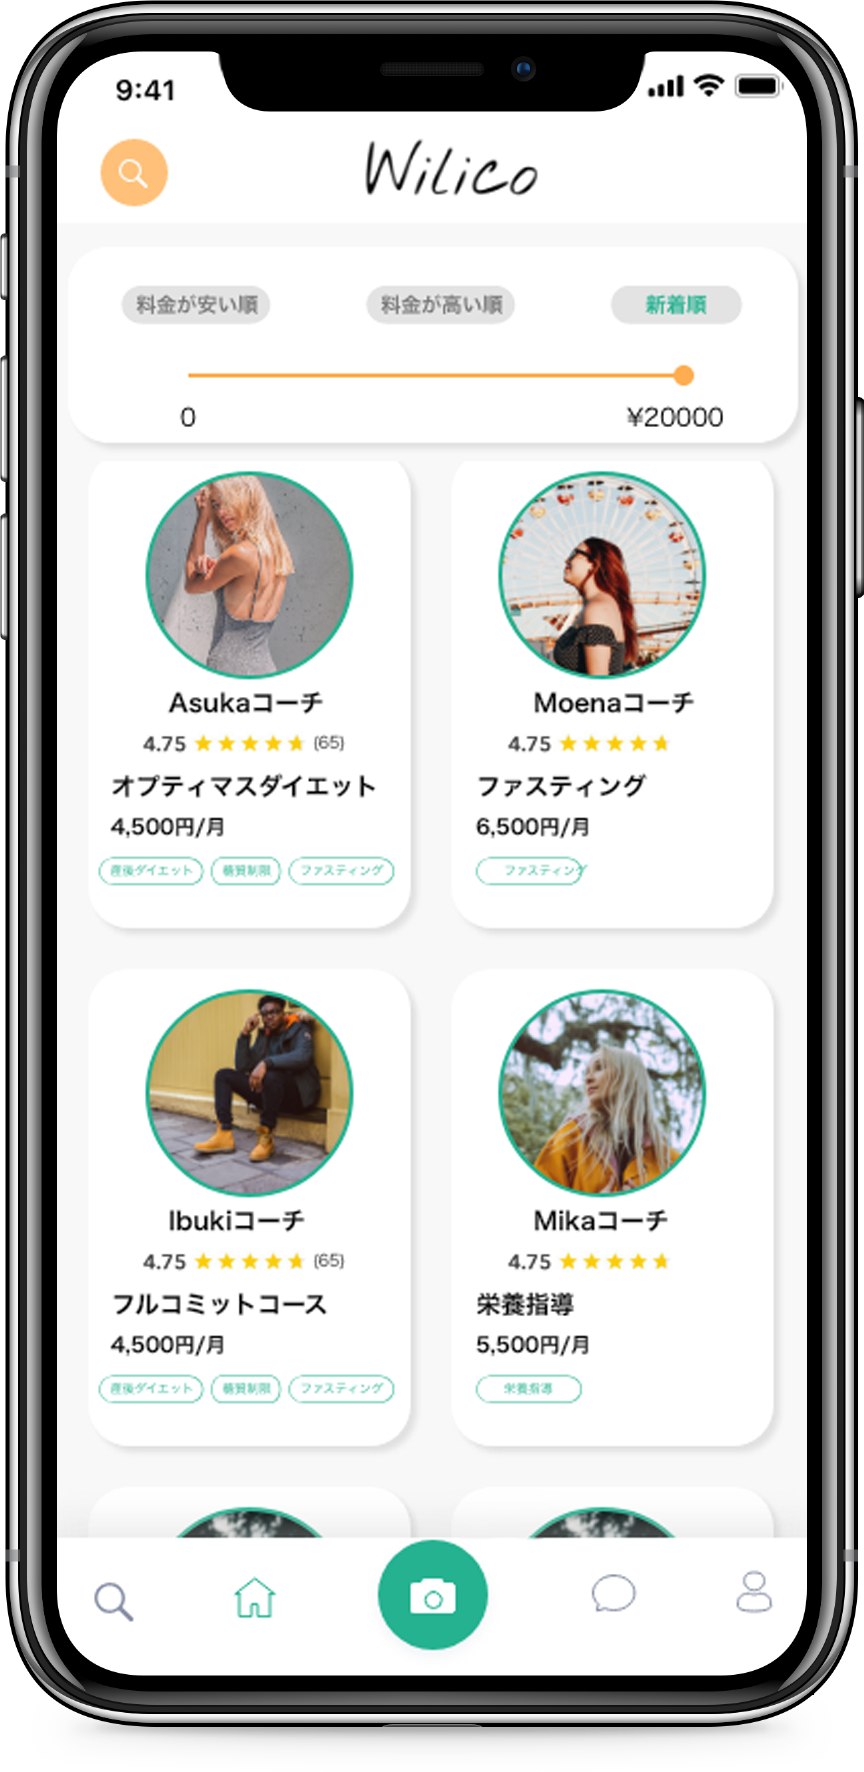 9:41
Wilico
料金が安い順 料金が高い順 新着順
0 ¥20000
Asukaコーチ
4.75 (65)
オプティマスダイエット
4,500円/月
産後ダイエット 糖質制限 ファスティング
Moenaコーチ
4.75
ファスティング
6,500円/月
ファスティング
Ibukiコーチ
4.75 (65)
フルコミットコース
4,500円/月
産後ダイエット 糖質制限 ファスティング
Mikaコーチ
4.75
栄養指導
5,500円/月
栄養指導